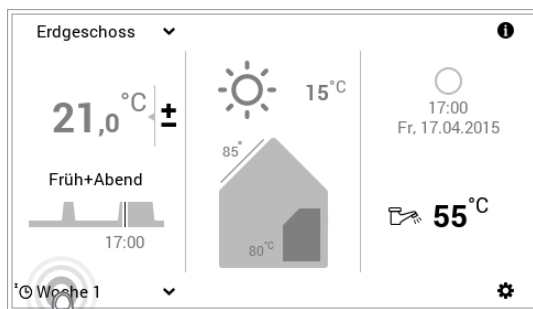 Erdgeschoss
21,0 °C ±
Früh+Abend
17:00
15°C
85°
80°C
17:00
Fr, 17.04.2015
55°C
Woche 1